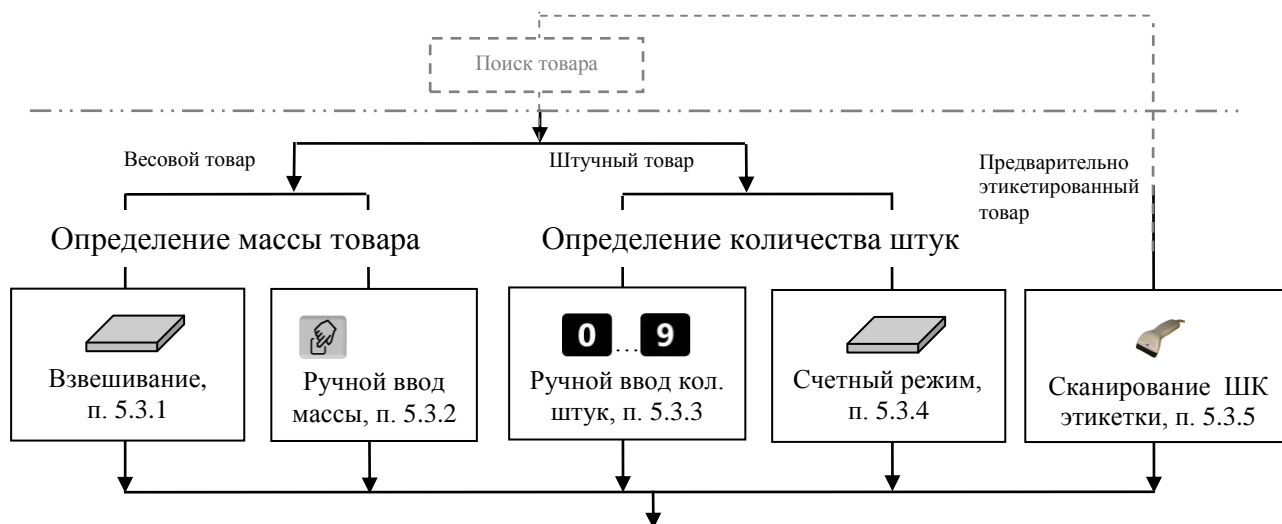 Поиск товара
Весовой товар
Штучный товар
Предварительно
этикетированный
товар
Определение массы товара
Определение количества штук
Взвешивание,
п. 5.3.1
Ручной ввод
массы, п. 5.3.2
0...9
Ручной ввод кол.
штук, п. 5.3.3
Счетный режим,
п. 5.3.4
Сканирование ШК
этикетки, п. 5.3.5